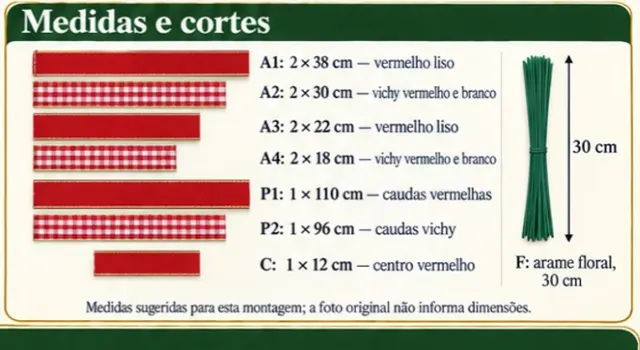 Medidas e cortes
A1: 2 × 38 cm — vermelho liso
A2: 2 × 30 cm — vichy vermelho e branco
A3: 2 × 22 cm — vermelho liso
A4: 2 × 18 cm — vichy vermelho e branco
P1: 1 × 110 cm — caudas vermelhas
P2: 1 × 96 cm — caudas vichy
C: 1 × 12 cm — centro vermelho
30 cm
F: arame floral,
30 cm
Medidas sugeridas para esta montagem; a foto original não informa dimensões.